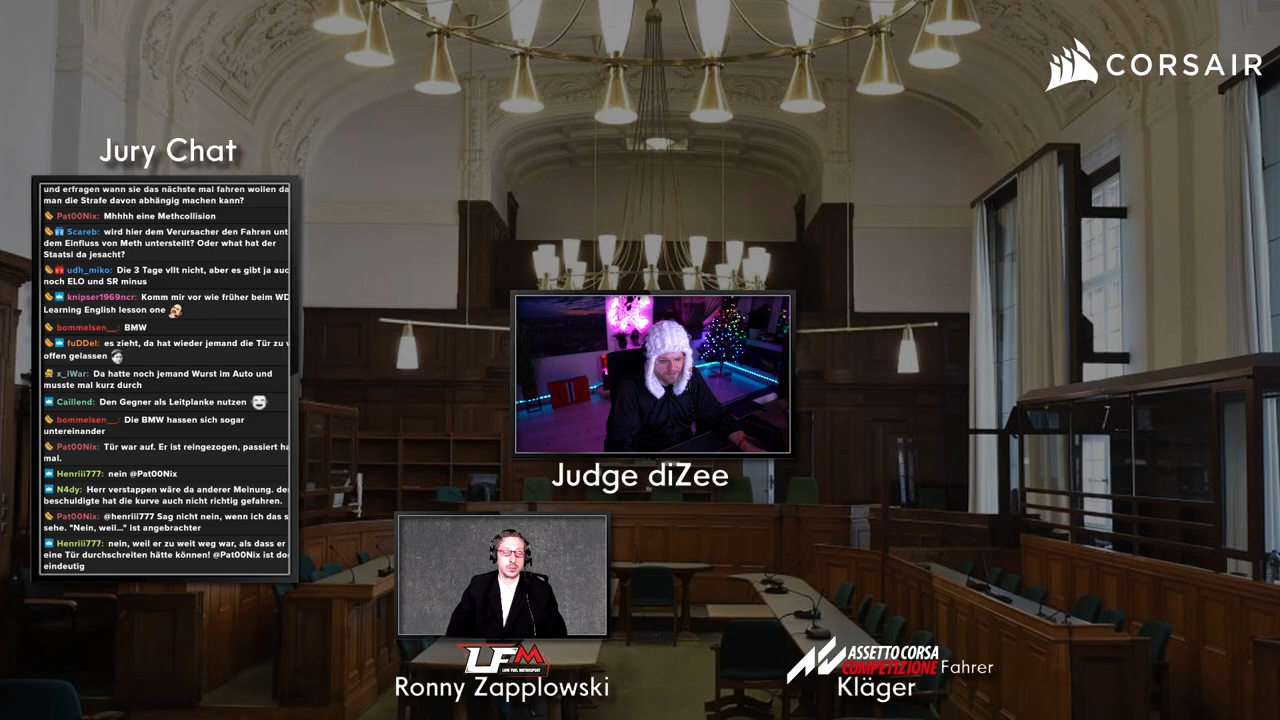 CORSAIR
Jury Chat
und erfragen wann sie das nächste mal fahren wollen da
man die Strafe davon abhängig machen kann?
Pat00Nix: Mhhhh eine Methcollision
Scareb: wird hier dem Verursacher den Fahren unt
dem Einfluss von Meth unterstellt? Oder what hat der
Staatsi da jesacht?
udh_miko: Die 3 Tage vllt nicht, aber es gibt ja auc
noch ELO und SR minus
knipser1969ncr: Komm mir vor wie früher beim WD
Learning English lesson one
bommelsen__: BMW
fuDDel: es zieht, da hat wieder jemand die Tür zu w
offen gelassen
x_iWar: Da hatte noch jemand Wurst im Auto und
musste mal kurz durch
Caillend: Den Gegner als Leitplanke nutzen
bommelsen__: Die BMW hassen sich sogar
untereinander
Pat00Nix: Tür war auf. Er ist reingezogen, passiert ha
mal.
Henriii777: nein @Pat00Nix
N4dy: Herr verstappen wäre da anderer Meinung. de
beschuldigte hat die kurve auch nicht richtig gefahren.
Pat00Nix: @henriii777 Sag nicht nein, wenn ich das s
sehe. "Nein, weil..." ist angebrachter
Henriii777: nein, weil er zu weit weg war, als dass er
eine Tür durchschreiten hätte können! @Pat00Nix ist do
eindeutig
Judge diZee
LFM
LOW FUEL MOTORSPORT
Ronny Zapplowski
ASSETTO CORSA
COMPETIZIONE Fahrer
Kläger